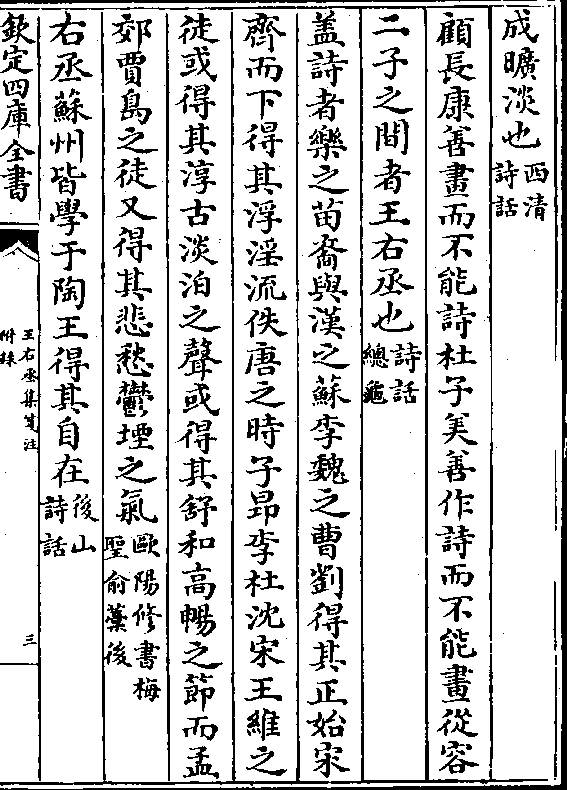 成曠淡也西清詩話
顧長康善畫而不能詩杜子美善作詩而不能畫從容
二子之間者王右丞也詩話總龜
蓋詩者樂之苗裔與漢之蘇李魏之曹劉得其正始宋
齊而下得其浮淫流佚唐之時子昂李杜沈宋王維之
徒或得其淳古淡泊之聲或得其舒和高暢之節而孟
郊賈島之徒又得其悲愁鬱堙之氣歐陽修書梅聖俞藁後
右丞蘇州皆學于陶王得其自在後山詩話
欽定四庫全書
王右丞集箋注
附錄
三